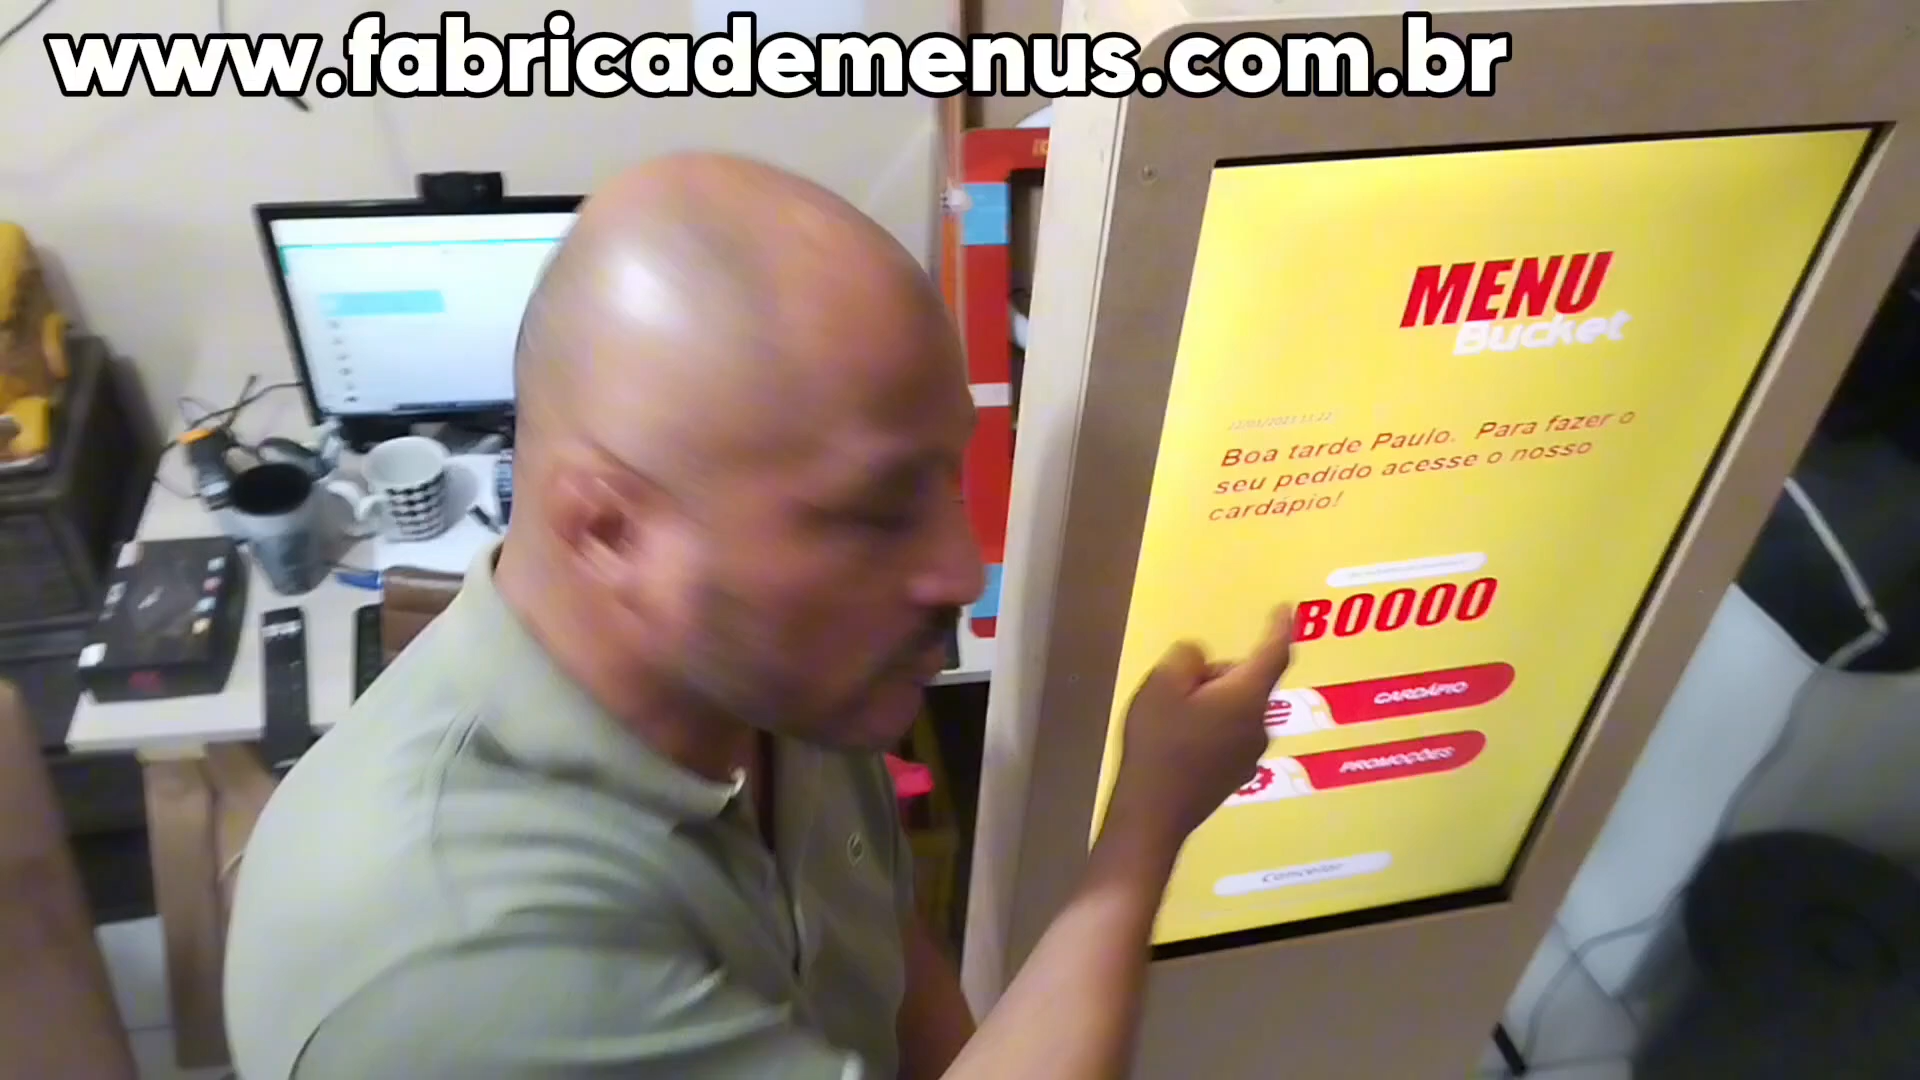 www.fabricademenus.com.br
MENU
Bucket
Boa tarde Paulo. Para fazer o
seu pedido acesse o nosso
cardápio!
B0000
CARDÁPIO
PROMOÇÕES
Cancelar